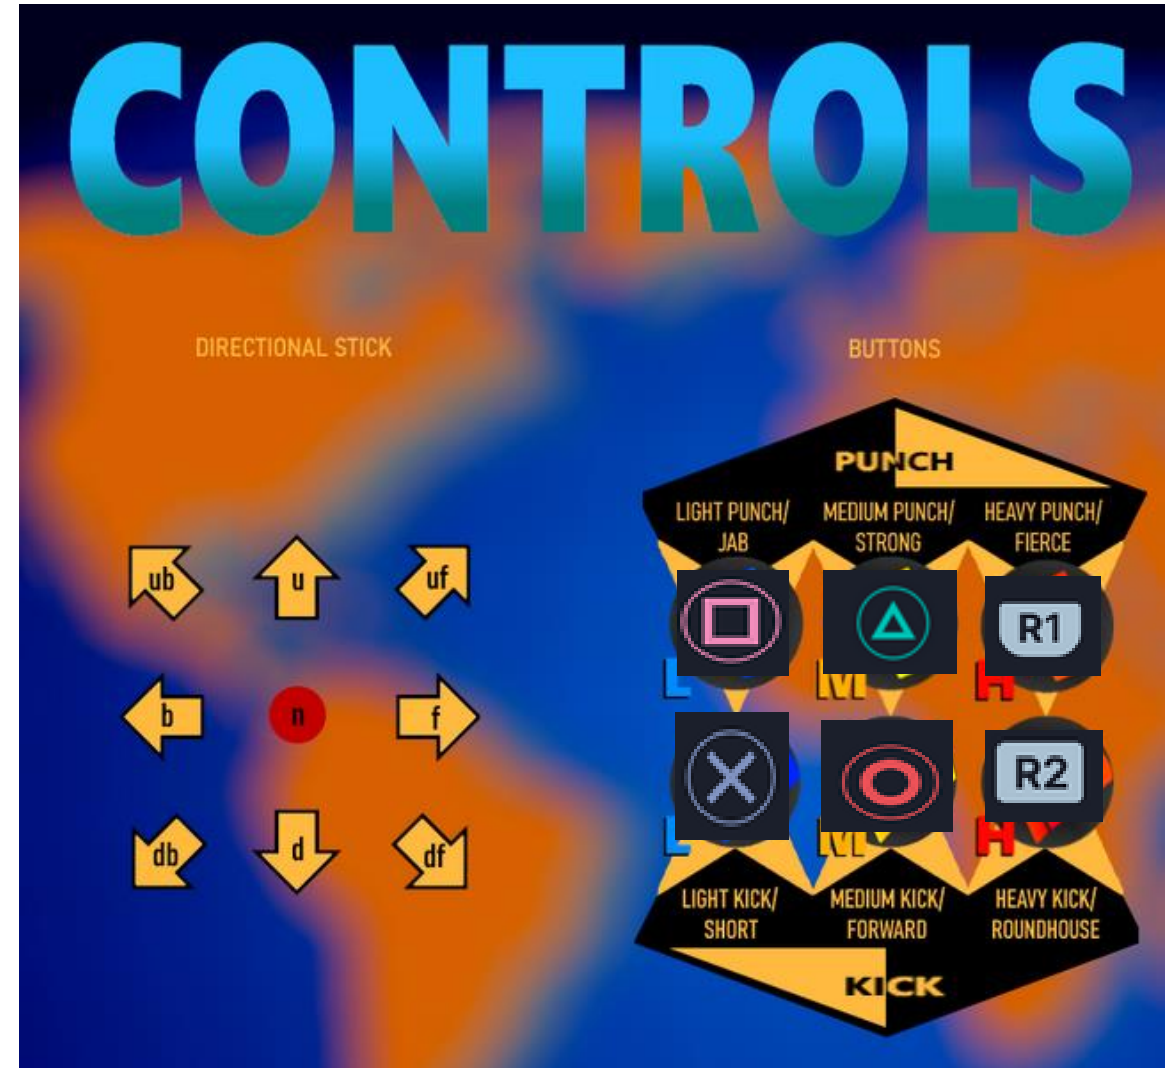 CONTROLS
DIRECTIONAL STICK
BUTTONS
PUNCH
LIGHT PUNCH/
JAB
MEDIUM PUNCH/
STRONG
HEAVY PUNCH/
FIERCE
ub
u
uf
R1
L
M
H
b
n
f
R2
L
M
H
db
d
df
LIGHT KICK/
SHORT
MEDIUM KICK/
FORWARD
HEAVY KICK/
ROUNDHOUSE
KICK